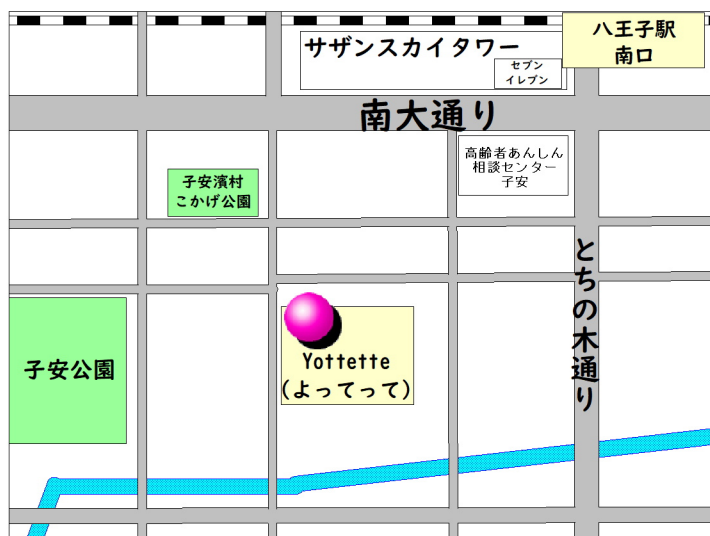 八王子駅
南口
サザンスカイタワー
セブン
イレブン
南大通り
高齢者あんしん
相談センター
子安
子安濱村
こかげ公園
とちの木通り
子安公園
Yottette
(よってって)